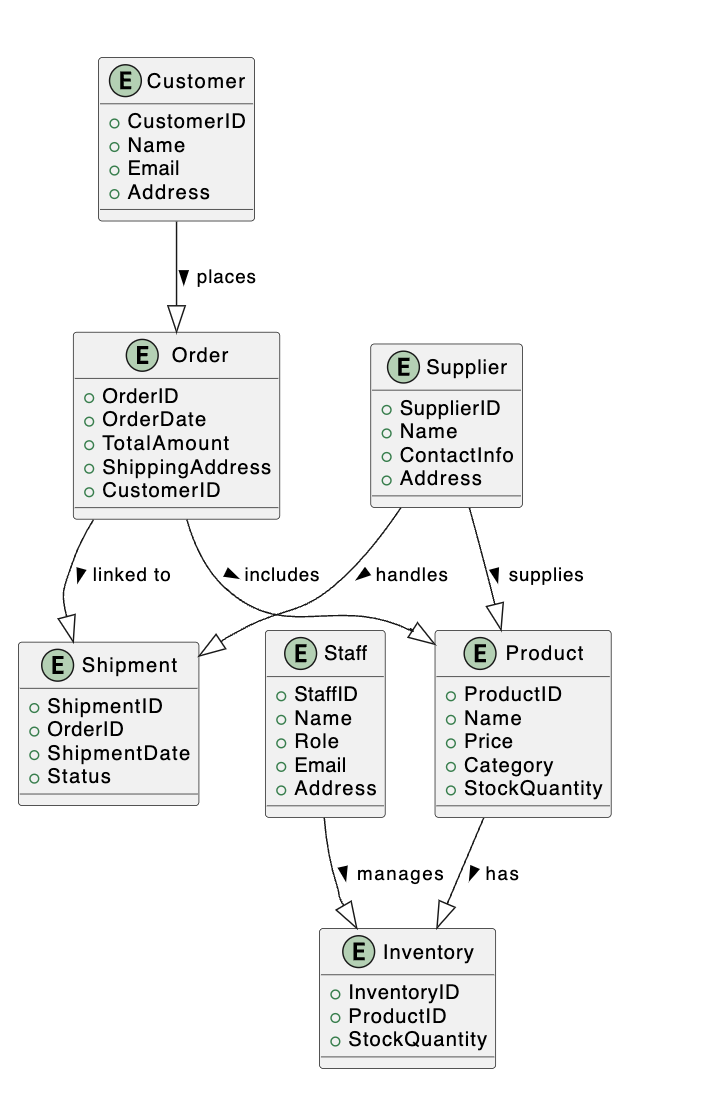 E Customer
CustomerID
Name
Email
Address
places
E Order
OrderID
OrderDate
TotalAmount
ShippingAddress
CustomerID
E Supplier
SupplierID
Name
ContactInfo
Address
linked to
includes
handles
supplies
E Shipment
ShipmentID
OrderID
ShipmentDate
Status
E Staff
StaffID
Name
Role
Email
Address
E Product
ProductID
Name
Price
Category
StockQuantity
manages
has
E Inventory
InventoryID
ProductID
StockQuantity